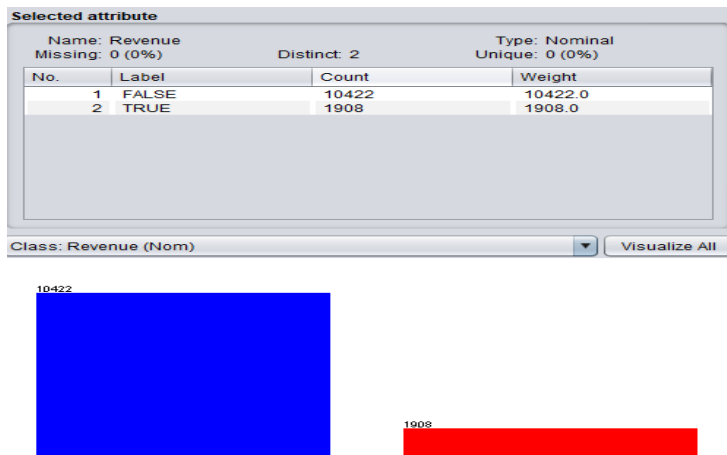 Selected attribute
Name: Revenue Type: Nominal
Missing: 0 (0%) Distinct: 2 Unique: 0 (0%)
No. Label Count Weight
1 FALSE 10422 10422.0
2 TRUE 1908 1908.0
Class: Revenue (Nom) Visualize All
10422
1908